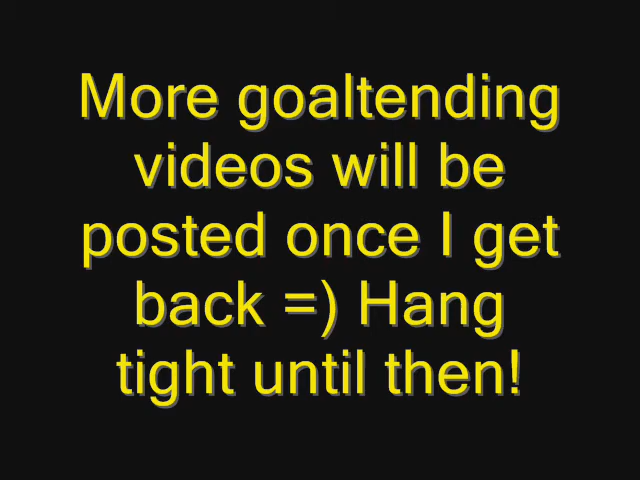 More goaltending
videos will be
posted once I get
back =) Hang
tight until then!